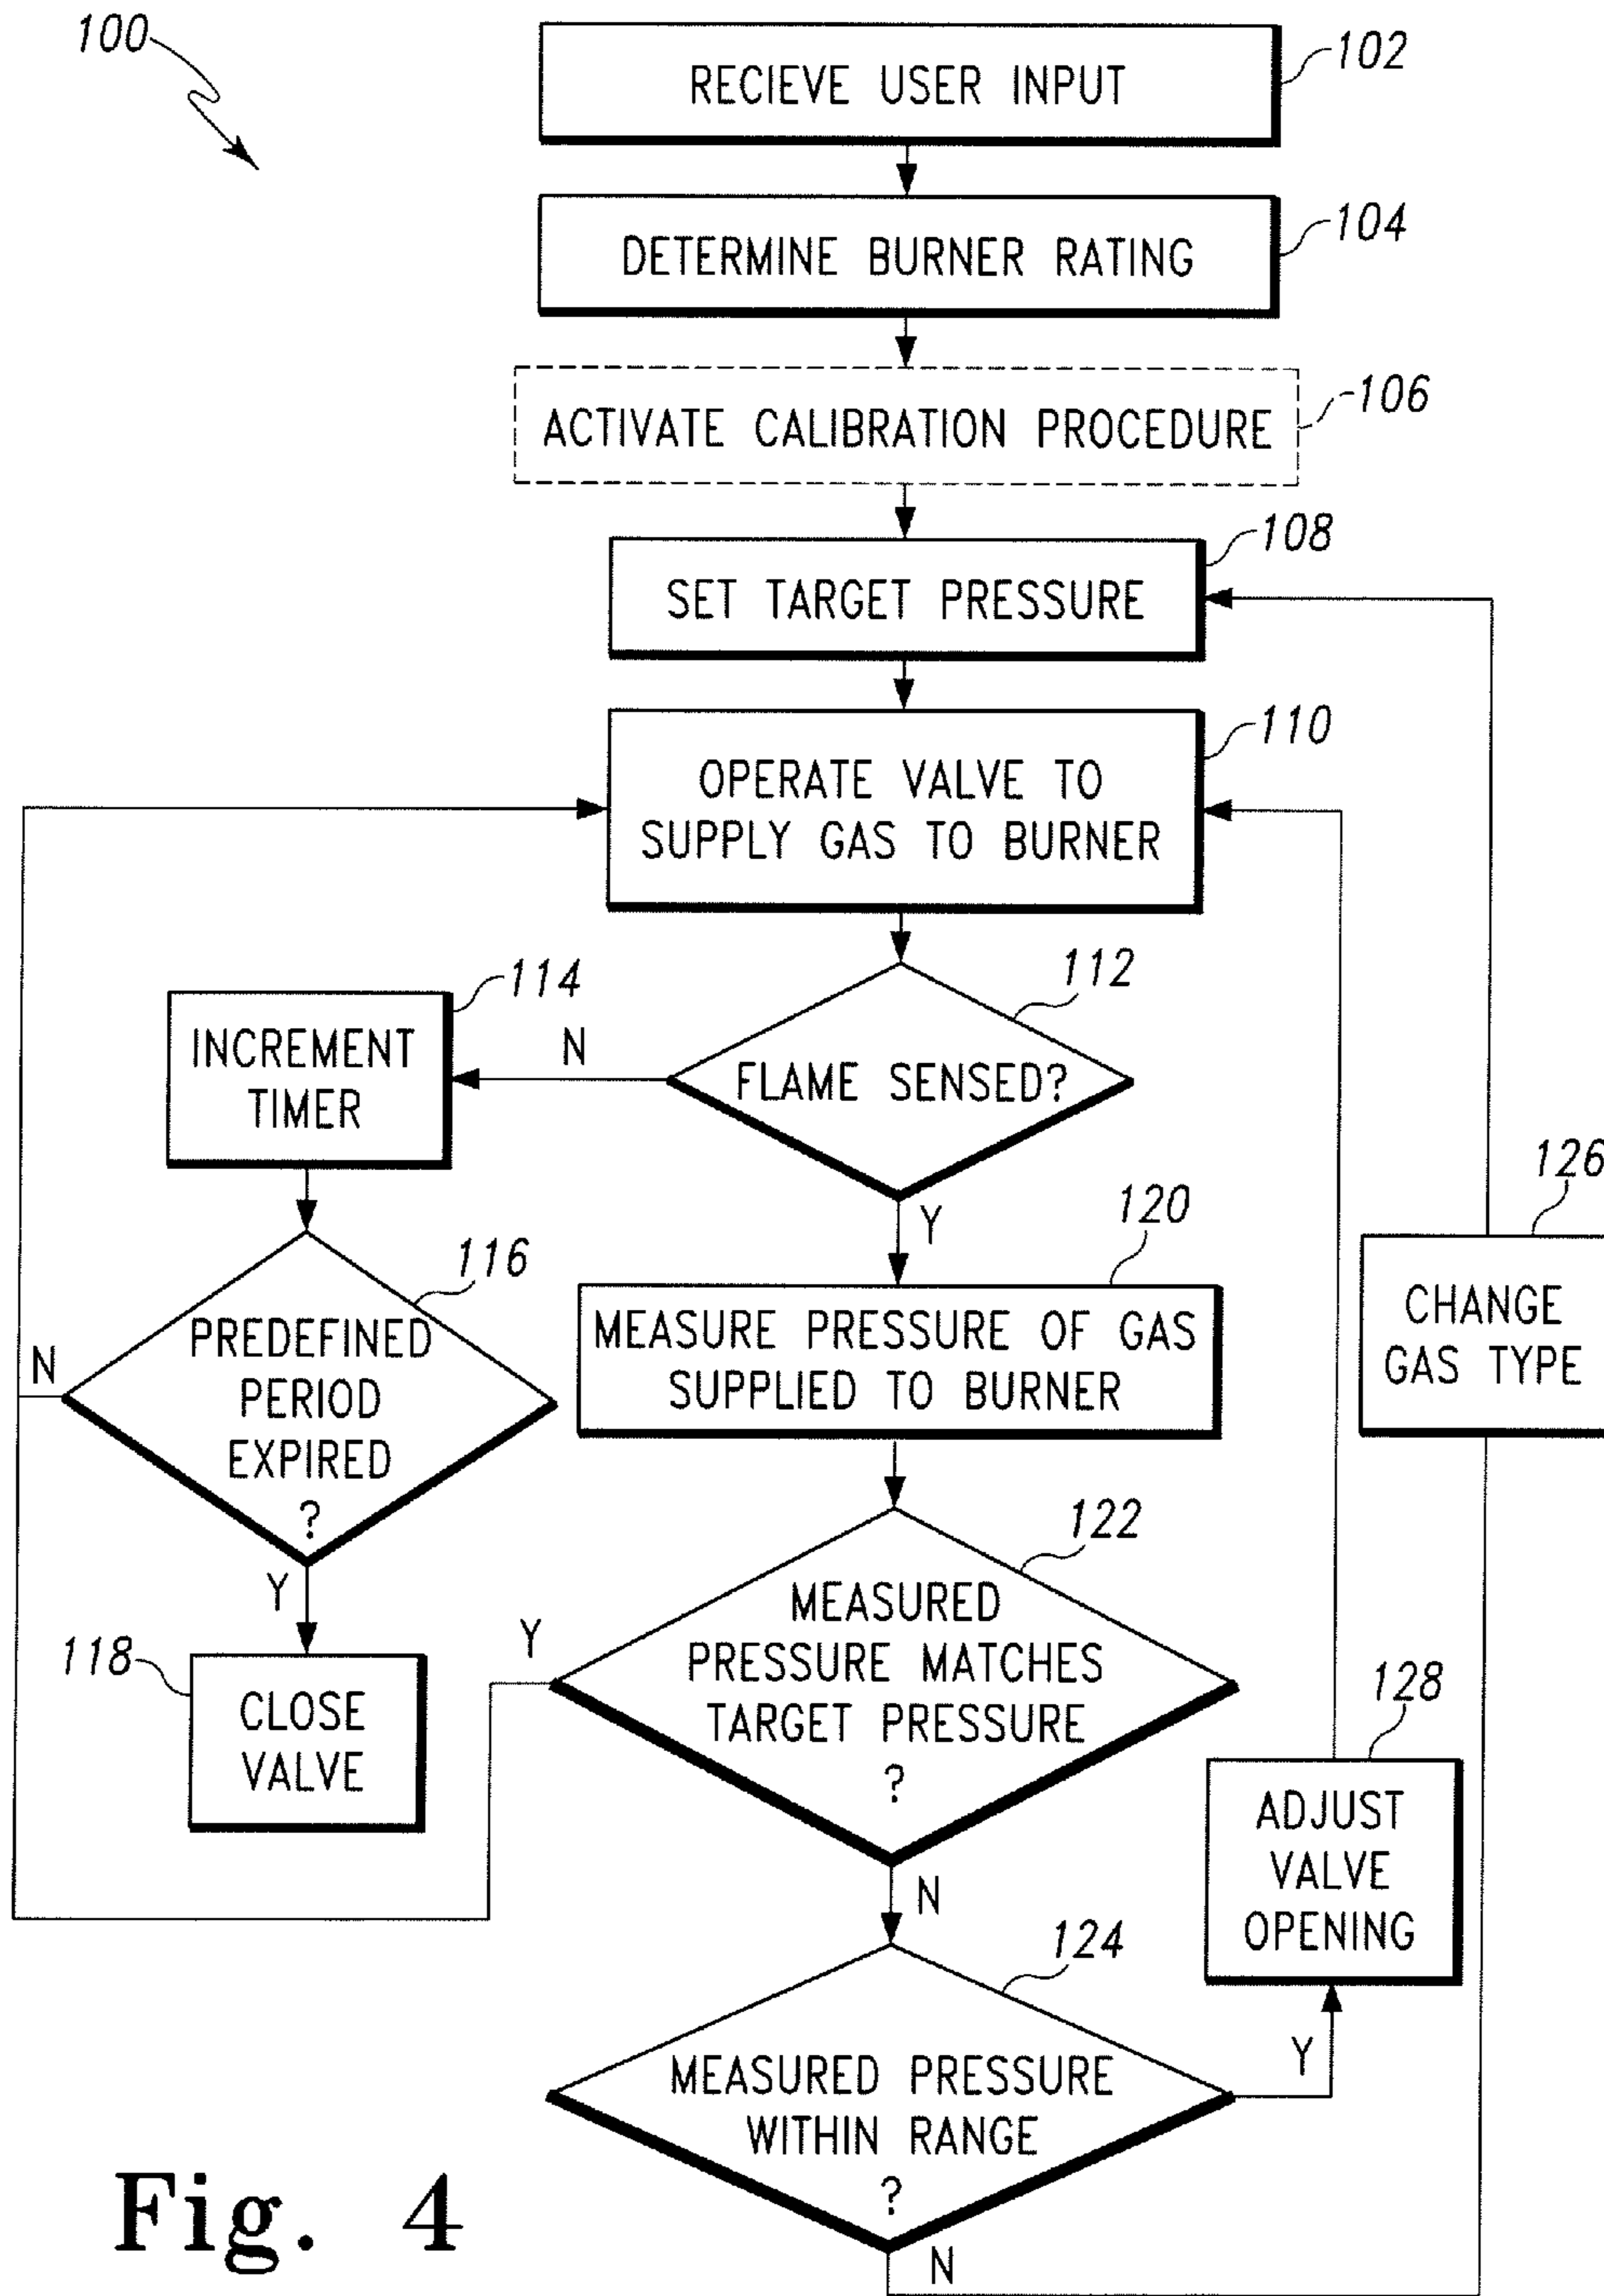 100
RECIEVE USER INPUT
102
DETERMINE BURNER RATING
104
ACTIVATE CALIBRATION PROCEDURE
106
SET TARGET PRESSURE
108
OPERATE VALVE TO
SUPPLY GAS TO BURNER
110
FLAME SENSED?
112
N
Y
INCREMENT
TIMER
114
PREDEFINED
PERIOD
EXPIRED
?
116
N
Y
CLOSE
VALVE
118
MEASURE PRESSURE OF GAS
SUPPLIED TO BURNER
120
MEASURED
PRESSURE MATCHES
TARGET PRESSURE
?
122
Y
N
MEASURED PRESSURE
WITHIN RANGE
?
124
Y
N
CHANGE
GAS TYPE
126
ADJUST
VALVE
OPENING
128
Fig. 4